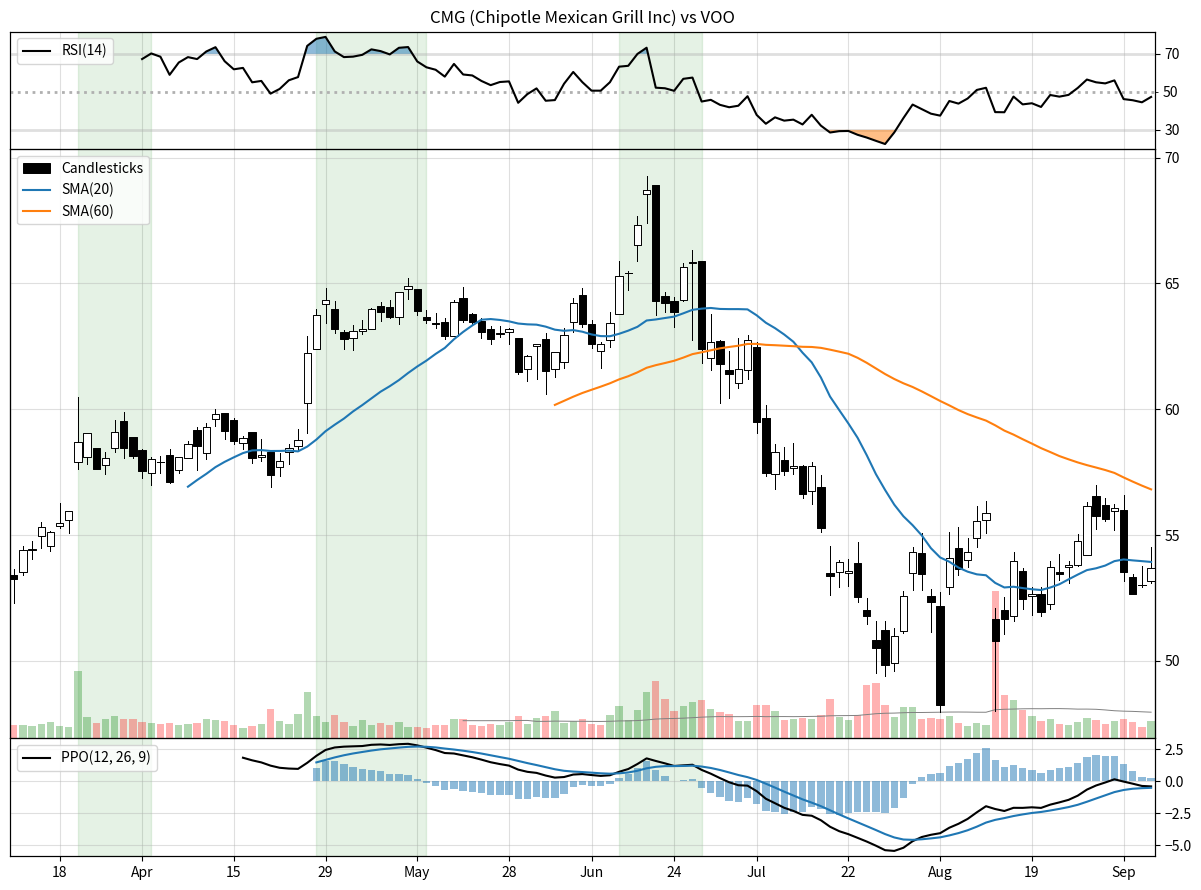 CMG (Chipotle Mexican Grill Inc) vs VOO
RSI(14)
70
50
30
Candlesticks
SMA(20)
SMA(60)
70
65
60
55
50
PPO(12, 26, 9)
2.5
0.0
−2.5
−5.0
18 Apr 15 29 May 28 Jun 24 Jul 22 Aug 19 Sep